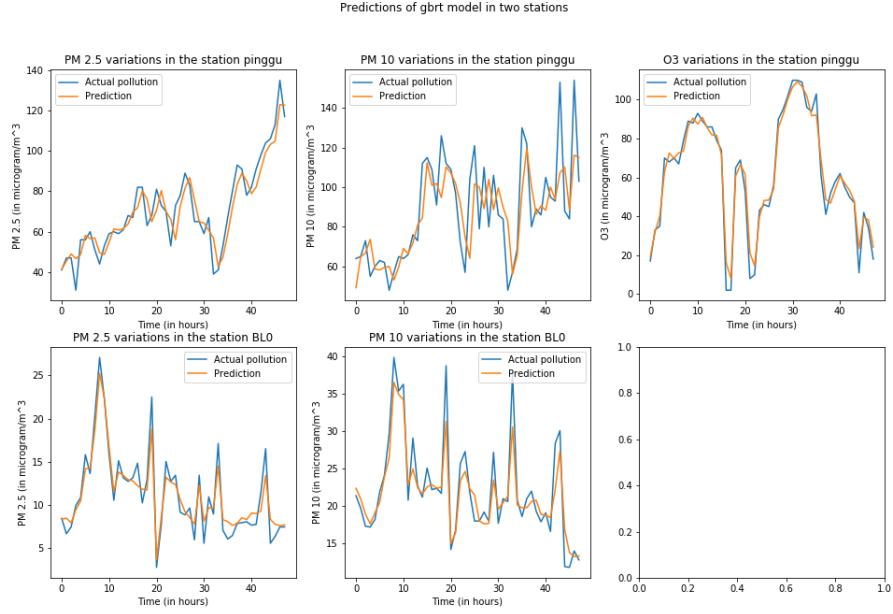 Predictions of gbrt model in two stations
PM 2.5 variations in the station pinggu
PM 2.5 (in microgram/m^3
140
120
100
80
60
40
Actual pollution
Prediction
0 10 20 30 40
Time (in hours)
PM 10 variations in the station pinggu
PM 10 (in microgram/m^3
160
140
120
100
80
60
Actual pollution
Prediction
0 10 20 30 40
Time (in hours)
O3 variations in the station pinggu
O3 (in microgram/m^3
100
80
60
40
20
0
Actual pollution
Prediction
0 10 20 30 40
Time (in hours)
PM 2.5 variations in the station BL0
PM 2.5 (in microgram/m^3
25
20
15
10
5
Actual pollution
Prediction
0 10 20 30 40
Time (in hours)
PM 10 variations in the station BL0
PM 10 (in microgram/m^3
40
35
30
25
20
15
Actual pollution
Prediction
0 10 20 30 40
Time (in hours)
1.0
0.8
0.6
0.4
0.2
0.0
0.0 0.2 0.4 0.6 0.8 1.0